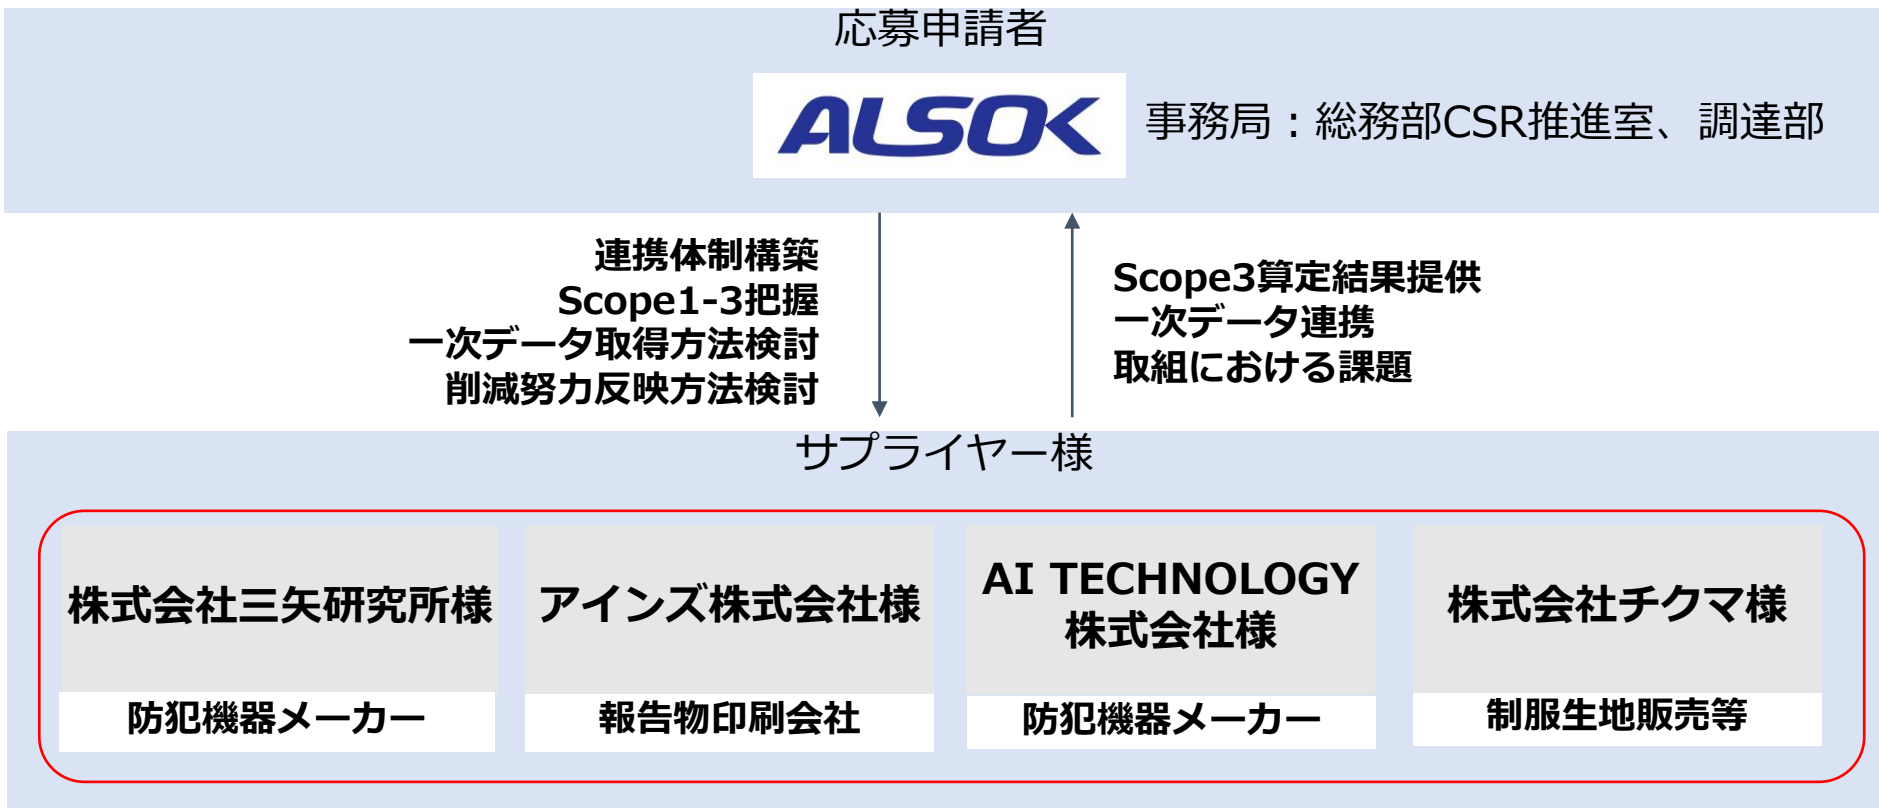 応募申請者
ALSOK
事務局：総務部CSR推進室、調達部
連携体制構築
Scope1-3把握
一次データ取得方法検討
削減努力反映方法検討
Scope3算定結果提供
一次データ連携
取組における課題
サプライヤー様
株式会社三矢研究所様
防犯機器メーカー
アインズ株式会社様
報告物印刷会社
AI TECHNOLOGY
株式会社様
防犯機器メーカー
株式会社チクマ様
制服生地販売等